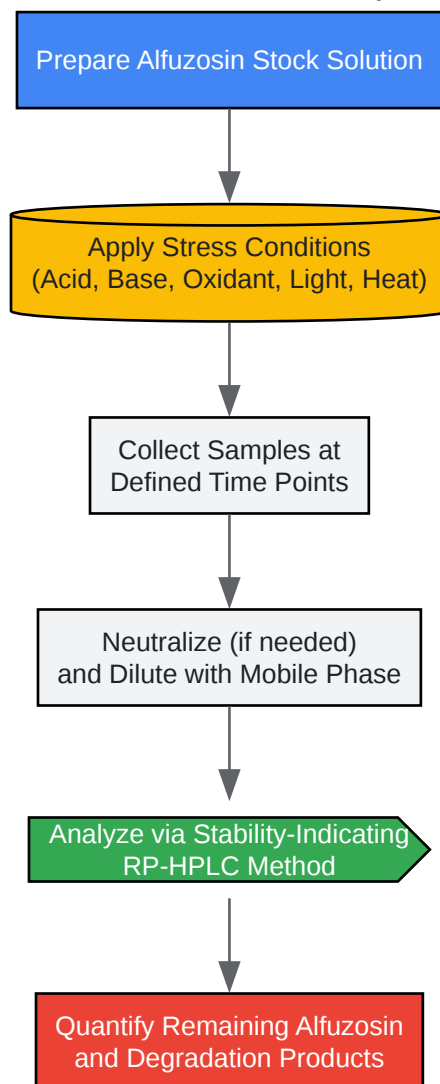 Prepare Alfuzosin Stock Solution
Apply Stress Conditions
(Acid, Base, Oxidant, Light, Heat)
Collect Samples at
Defined Time Points
Neutralize (if needed)
and Dilute with Mobile Phase
Analyze via Stability-Indicating
RP-HPLC Method
Quantify Remaining Alfuzosin
and Degradation Products